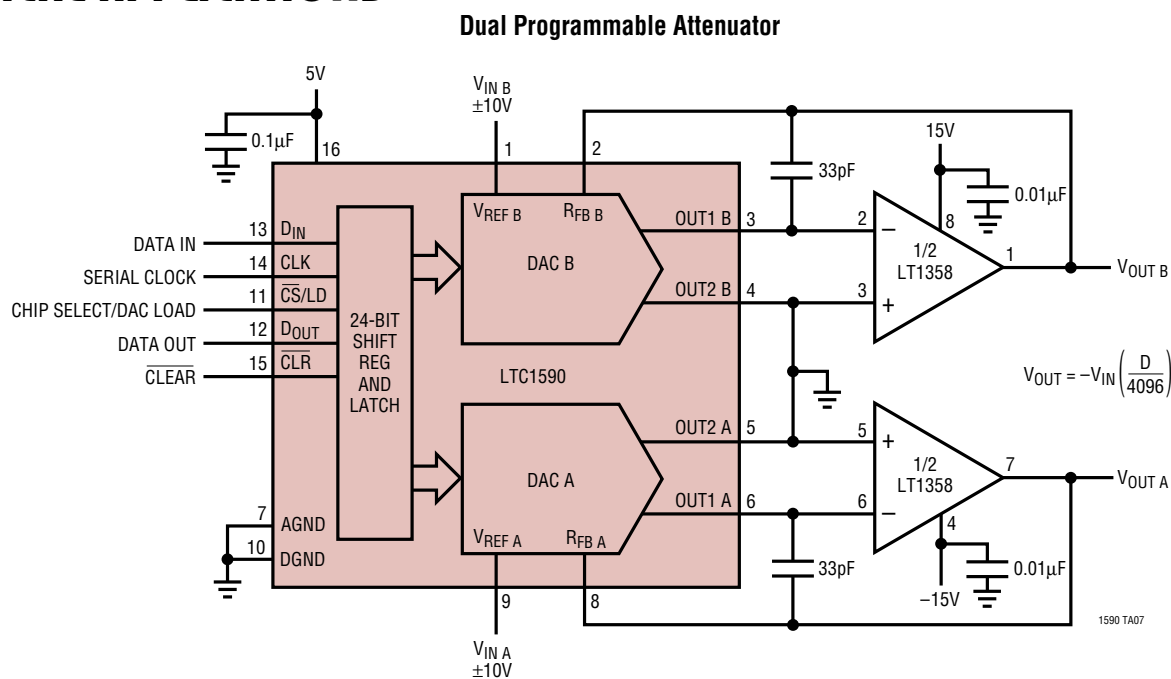 Dual Programmable Attenuator
5V
0.1µF
16
V_IN B
±10V
1
2
33pF
15V
0.01µF
8
V_REF B
R_FB B
DAC B
OUT1 B
3
2
–
1/2
LT1358
1
V_OUT B
OUT2 B
4
3
+
DATA IN
13
D_IN
SERIAL CLOCK
14
CLK
CHIP SELECT/DAC LOAD
11
C̅S̅/LD
DATA OUT
12
D_OUT
C̅L̅E̅A̅R̅
15
C̅L̅R̅
24-BIT
SHIFT
REG
AND
LATCH
LTC1590
V_OUT = –V_IN (D/4096)
OUT2 A
5
5
+
1/2
LT1358
7
V_OUT A
DAC A
OUT1 A
6
6
–
4
7
AGND
10
DGND
V_REF A
R_FB A
33pF
0.01µF
–15V
9
8
V_IN A
±10V
1590 TA07